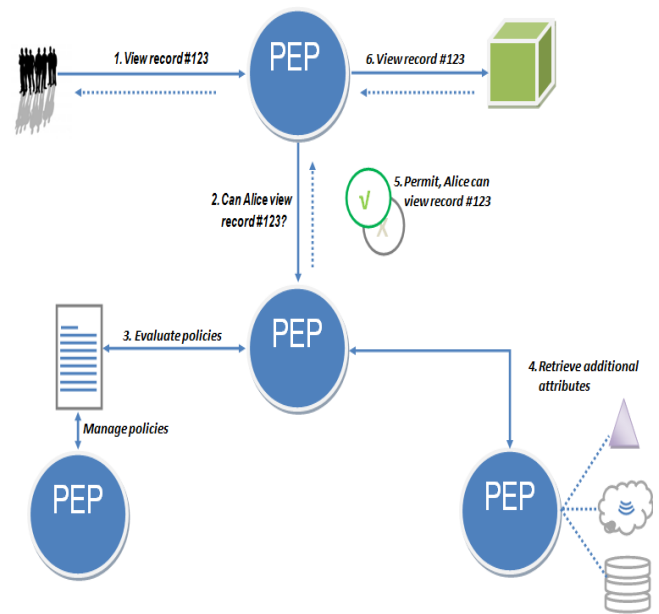 1. View record #123
PEP
6. View record #123
2. Can Alice view
record #123?
√
X
5. Permit, Alice can
view record #123
3. Evaluate policies
PEP
4. Retrieve additional
attributes
Manage policies
PEP
PEP